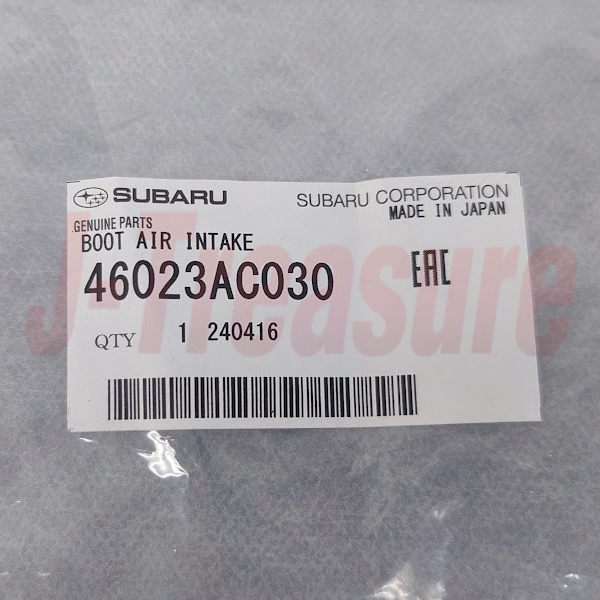 SUBARU SUBARU CORPORATION
GENUINE PARTS MADE IN JAPAN
BOOT AIR INTAKE
46023AC030 EAC
QTY 1 240416
J-Treasure